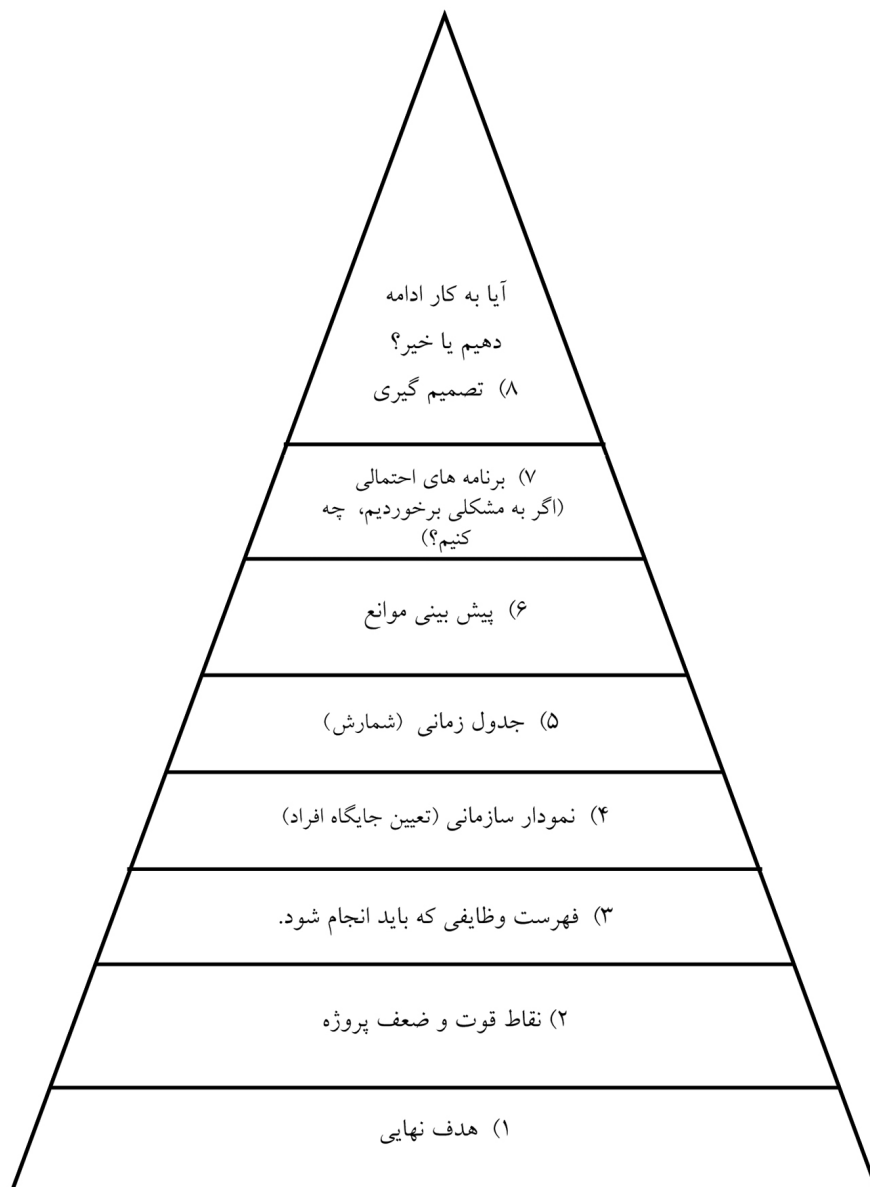 آیا به کار ادامه
دهیم یا خیر؟
۸) تصمیم گیری
۷) برنامه های احتمالی
(اگر به مشکلی برخوردیم، چه
کنیم؟)
۶) پیش بینی موانع
۵) جدول زمانی (شمارش)
۴) نمودار سازمانی (تعیین جایگاه افراد)
۳) فهرست وظایفی که باید انجام شود.
۲) نقاط قوت و ضعف پروژه
۱) هدف نهایی